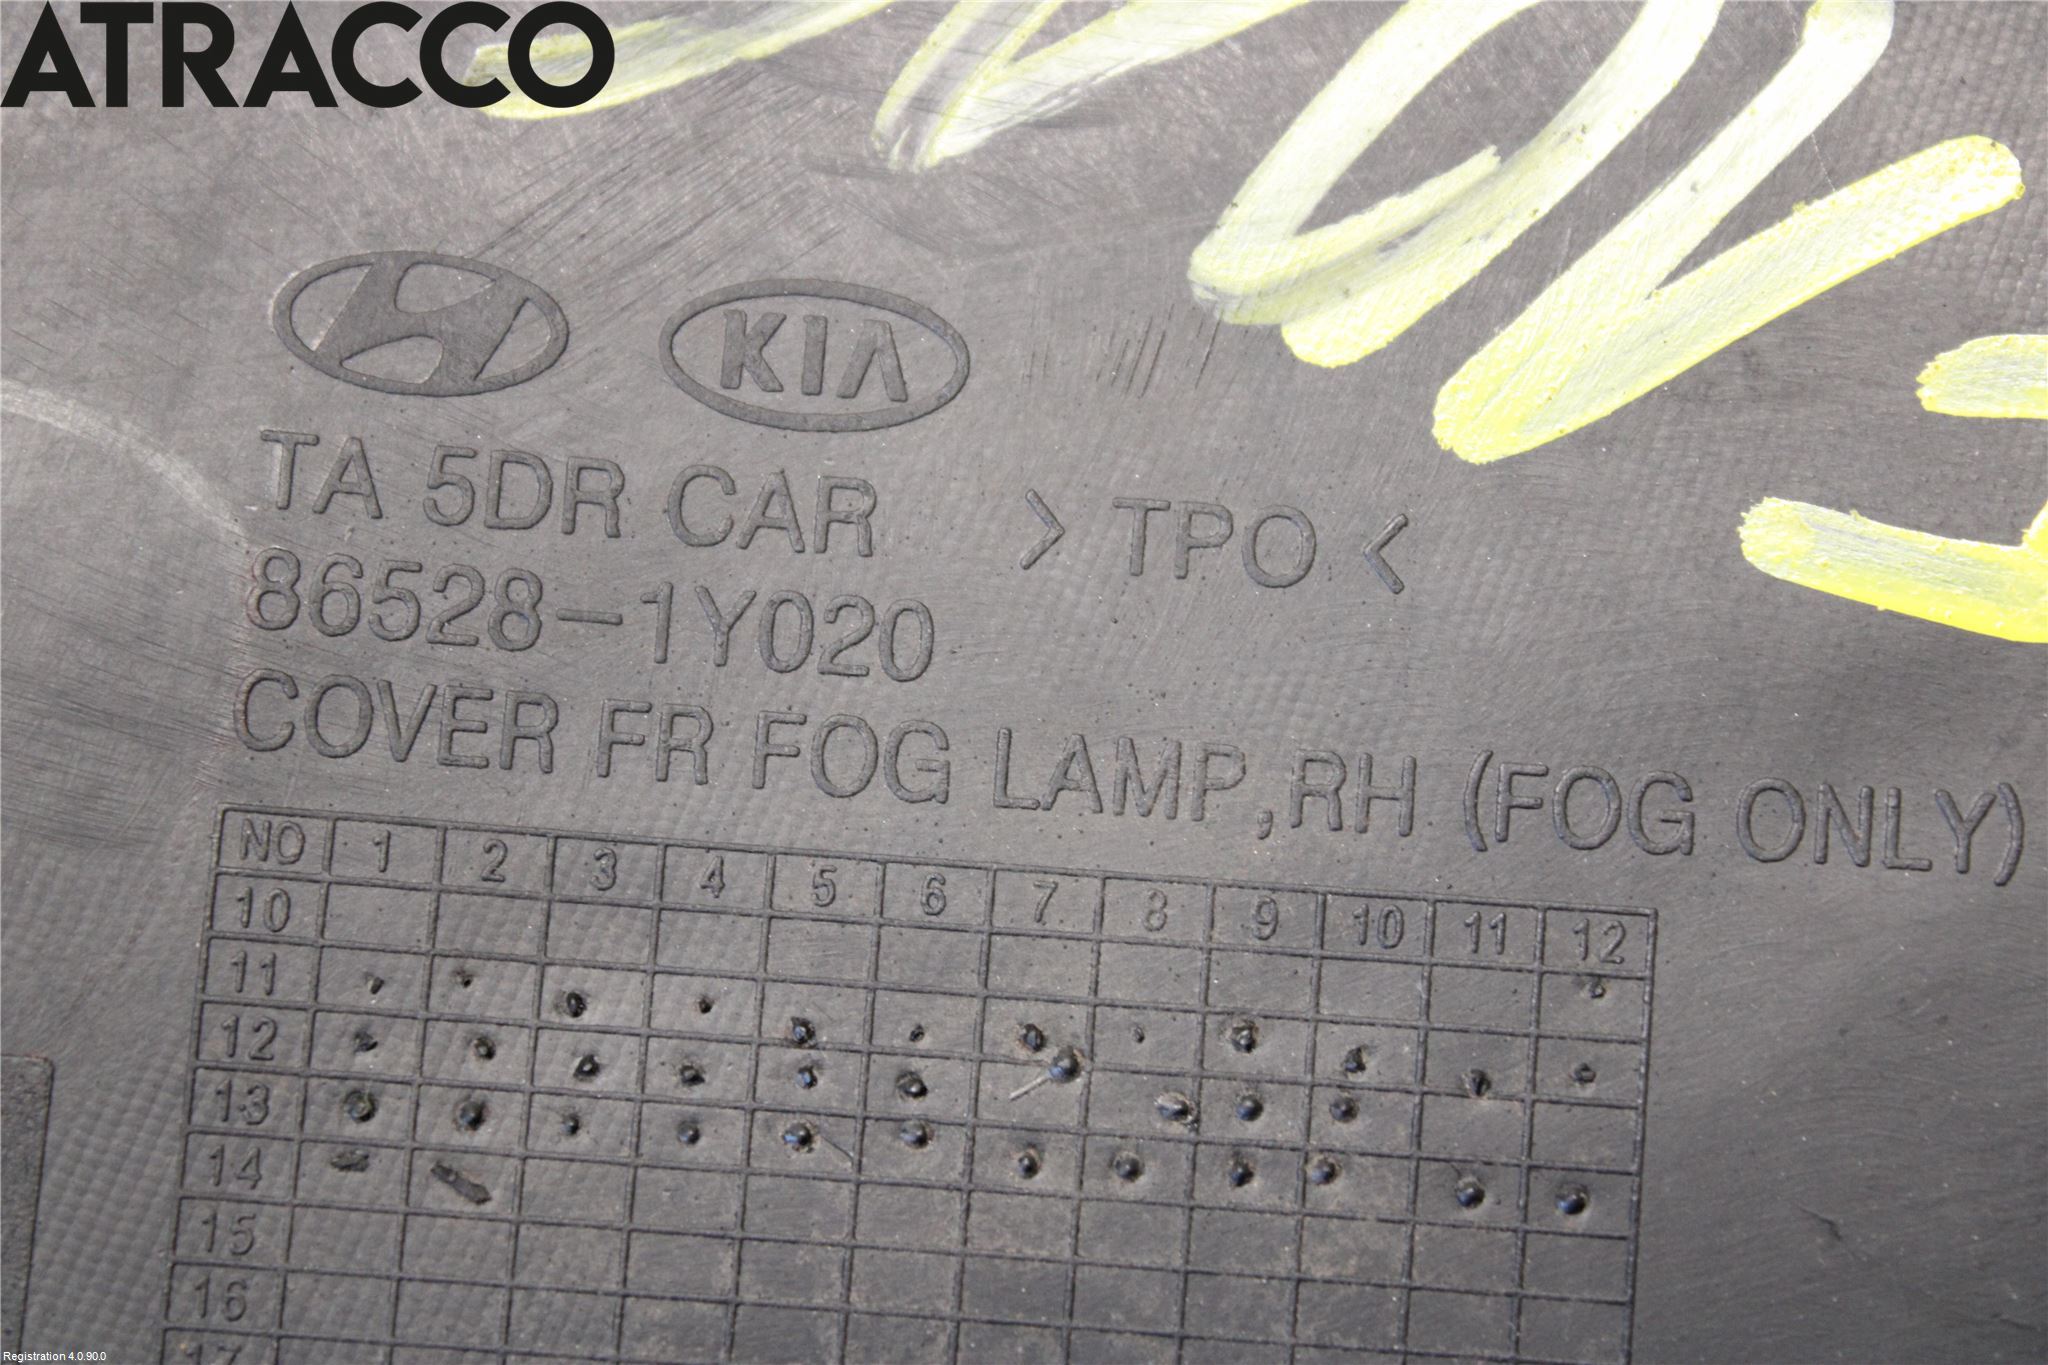 ATRACCO
KIA
TA 5DR CAR > TPO <
86528-1Y020
COVER FR FOG LAMP,RH (FOG ONLY)
NO 1 2 3 4 5 6 7 8 9 10 11 12
10
11
12
13
14
15
16
17
Registration 4.0.90.0